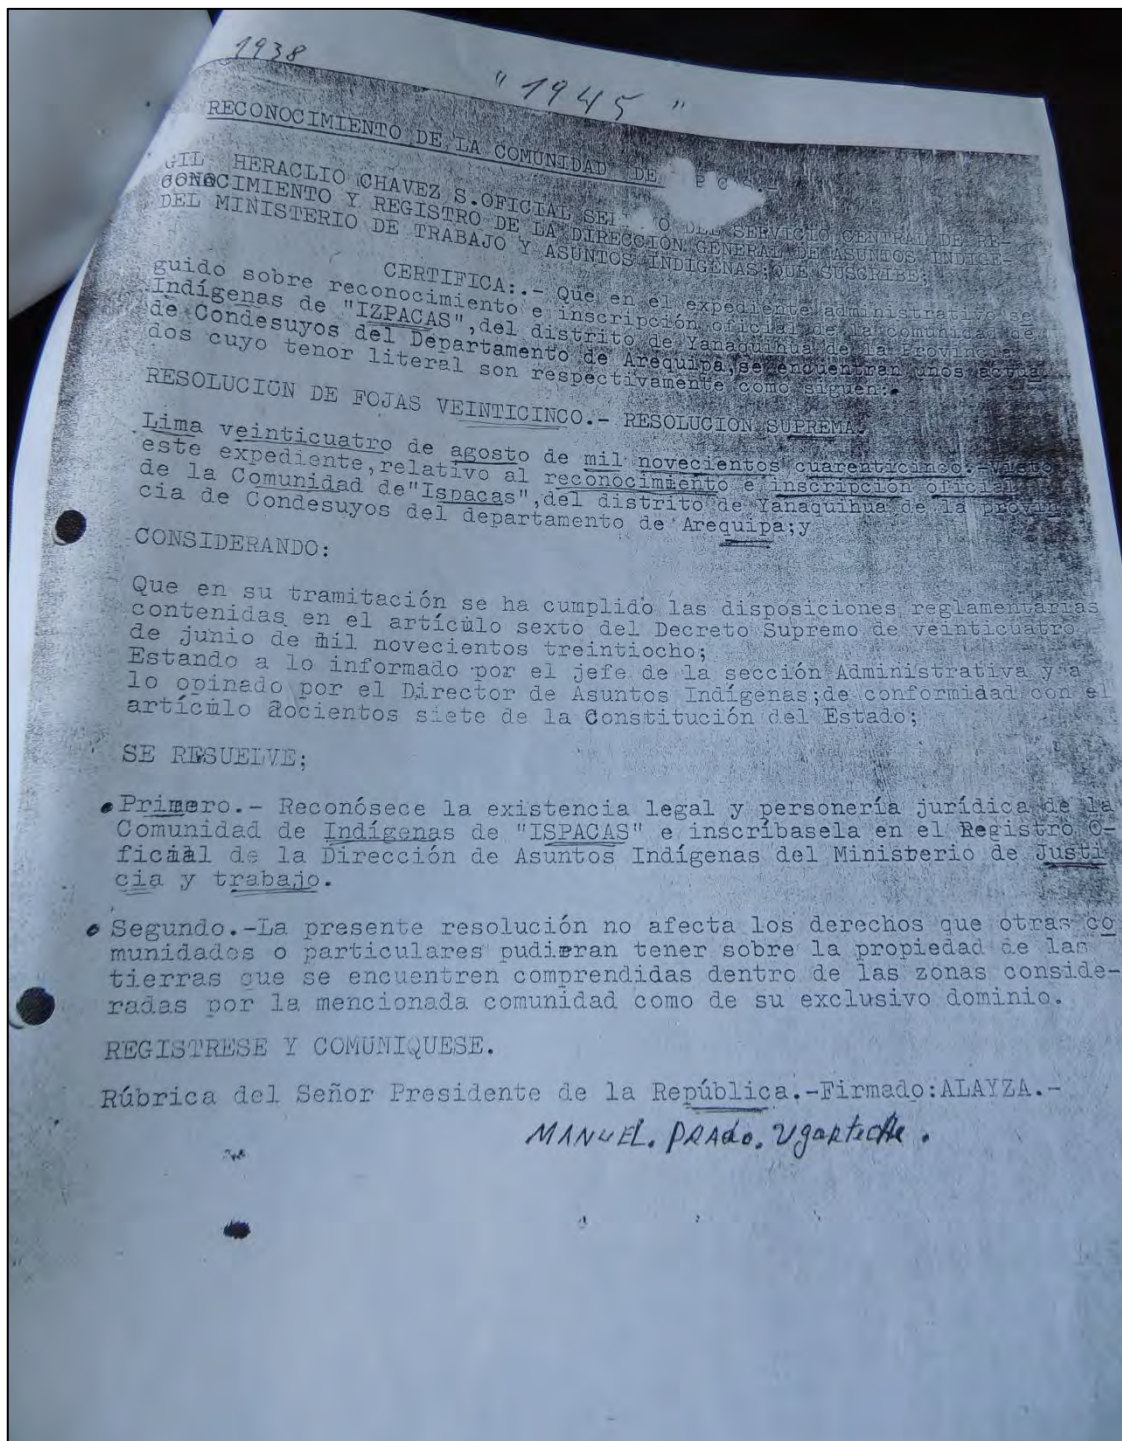 1938
" 1945 "
RECONOCIMIENTO DE LA COMUNIDAD DE
GIL HERACLIO CHAVEZ S.OFICIAL DEL SERVICIO CENTRAL DE RE-
CONOCIMIENTO Y REGISTRO DE LA DIRECCIÓN GENERAL DE ASUNTOS INDIGE-
DEL MINISTERIO DE TRABAJO Y ASUNTOS INDIGENAS;QUE SUSCRIBE;
CERTIFICA:.- Que en el expediente administrativo se-
guido sobre reconocimiento e inscripción oficial de la comunidad de
Indígenas de "IZPACAS",del distrito de Yanaquihua de la Provincia
de Condesuyos del Departamento de Arequipa,se encuentran unos actua
dos cuyo tenor literal son respectivamente como siguen:.
RESOLUCION DE FOJAS VEINTICINCO.- RESOLUCION SUPREMA.
Lima veinticuatro de agosto de mil novecientos cuarenticinco.-Visto
este expediente,relativo al reconocimiento e inscripción oficial
de la Comunidad de"Ispacas",del distrito de Yanaquihua de la provin
cia de Condesuyos del departamento de Arequipa;y
CONSIDERANDO:
Que en su tramitación se ha cumplido las disposiciones reglamentarias
contenidas en el artículo sexto del Decreto Supremo de veinticuatro
de junio de mil novecientos treintiocho;
Estando a lo informado por el jefe de la sección Administrativa y a
lo opinado por el Director de Asuntos Indígenas;de conformidad con el
artículo docientos siete de la Constitución del Estado;
SE RESUELVE;
Primero.- Reconósece la existencia legal y personería jurídica de la
Comunidad de Indígenas de "ISPACAS" e inscríbasela en el Registro O-
ficial de la Dirección de Asuntos Indígenas del Ministerio de Justi
cia y trabajo.
Segundo.-La presente resolución no afecta los derechos que otras co
munidades o particulares pudieran tener sobre la propiedad de las
tierras que se encuentren comprendidas dentro de las zonas conside-
radas por la mencionada comunidad como de su exclusivo dominio.
REGISTRESE Y COMUNIQUESE.
Rúbrica del Señor Presidente de la República.-Firmado:ALAYZA.-
MANUEL. PRADO. Ugarteche.